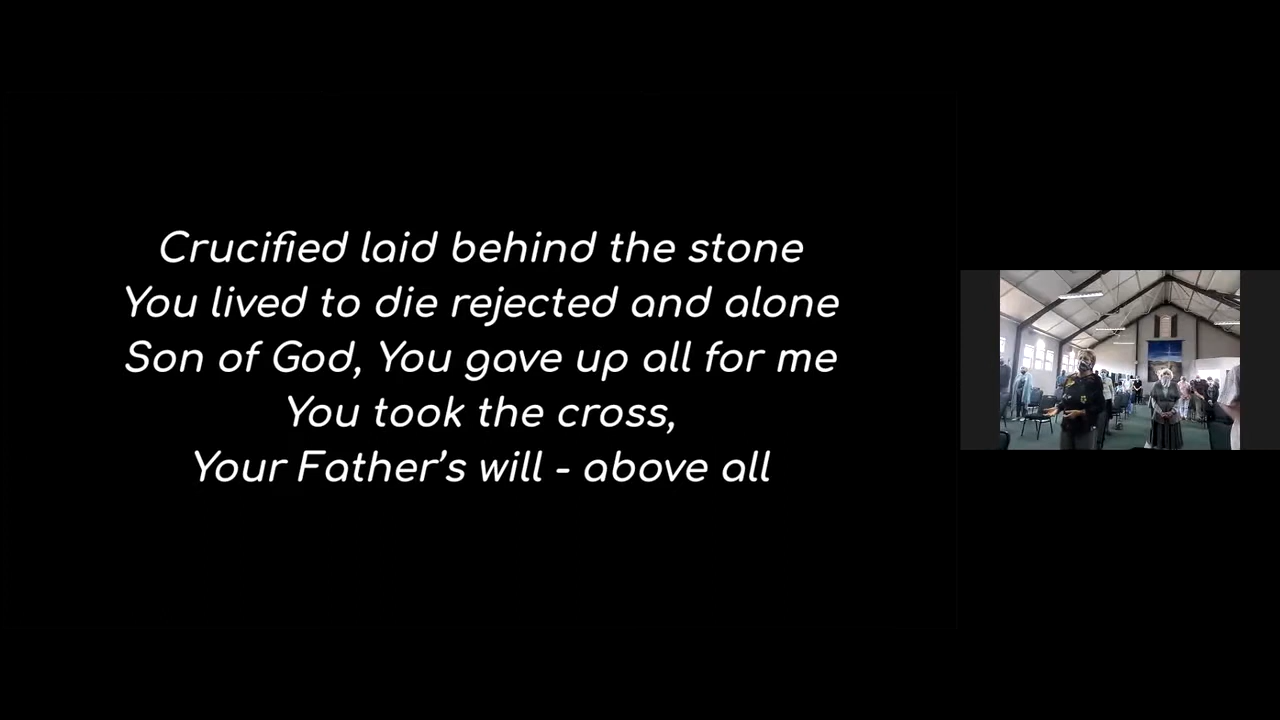 Crucified laid behind the stone
You lived to die rejected and alone
Son of God, You gave up all for me
You took the cross,
Your Father's will - above all